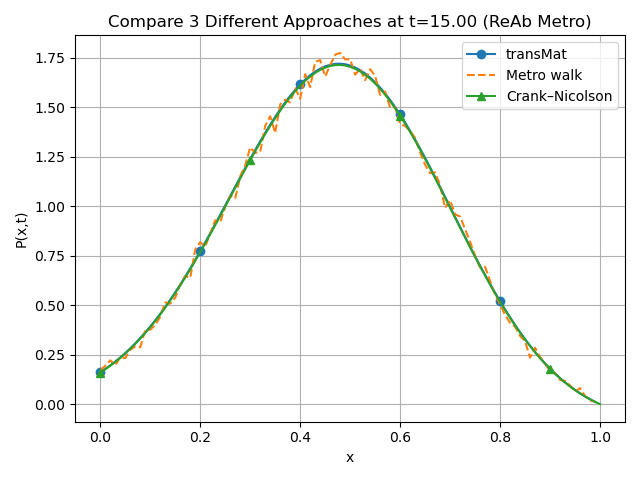 Compare 3 Different Approaches at t=15.00 (ReAb Metro)
transMat
Metro walk
Crank–Nicolson
P(x,t)
1.75
1.50
1.25
1.00
0.75
0.50
0.25
0.00
0.0 0.2 0.4 0.6 0.8 1.0
x